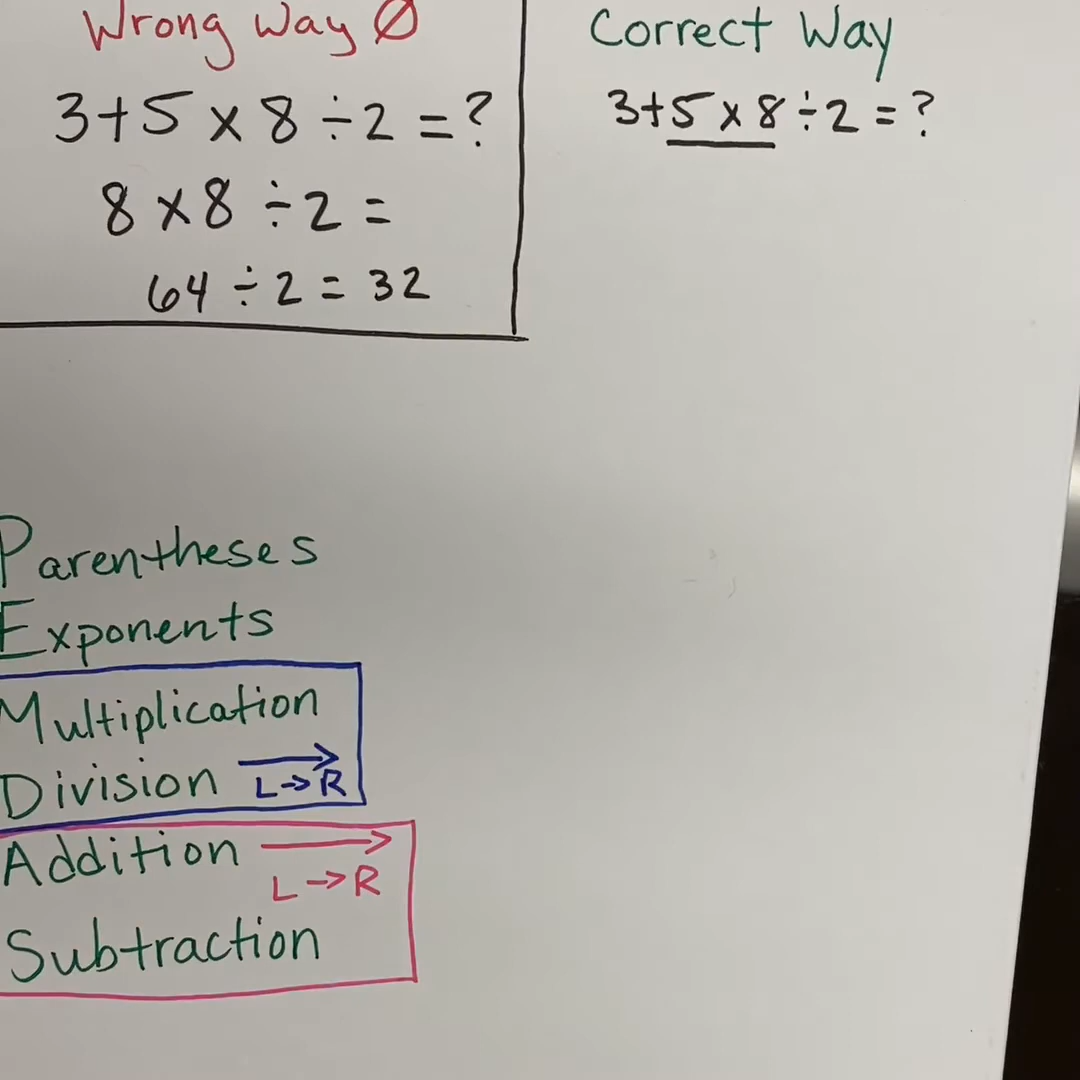 Wrong Way Ø
3+5 x 8 ÷ 2 = ?
8 x 8 ÷ 2 =
64 ÷ 2 = 32
Correct Way
3+5 x 8 ÷ 2 = ?
Parentheses
Exponents
Multiplication
Division
L→R
Addition
L→R
Subtraction